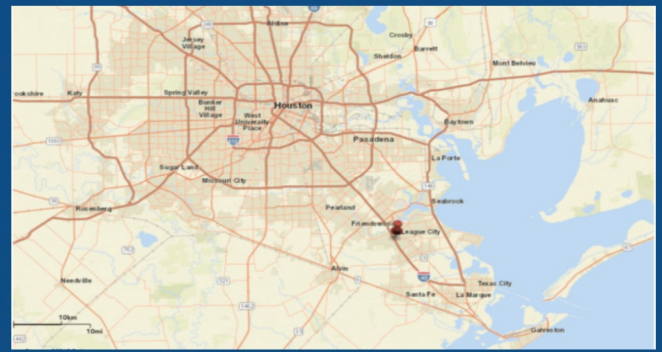 Aldine
Crosby
Jersey
Village
Barrett
Sheldon
Mont Belvieu
ookshire
Katy
Spring Valley
Anahuac
Bunker
Hill
Village
Houston
West
University
Place
Baytown
Pasadena
La Porte
Sugar Land
Missouri City
Seabrook
Rosenberg
Pearland
Friendswood
League City
Alvin
Needville
Texas City
Santa Fe
La Marque
10km
10mi
Galveston